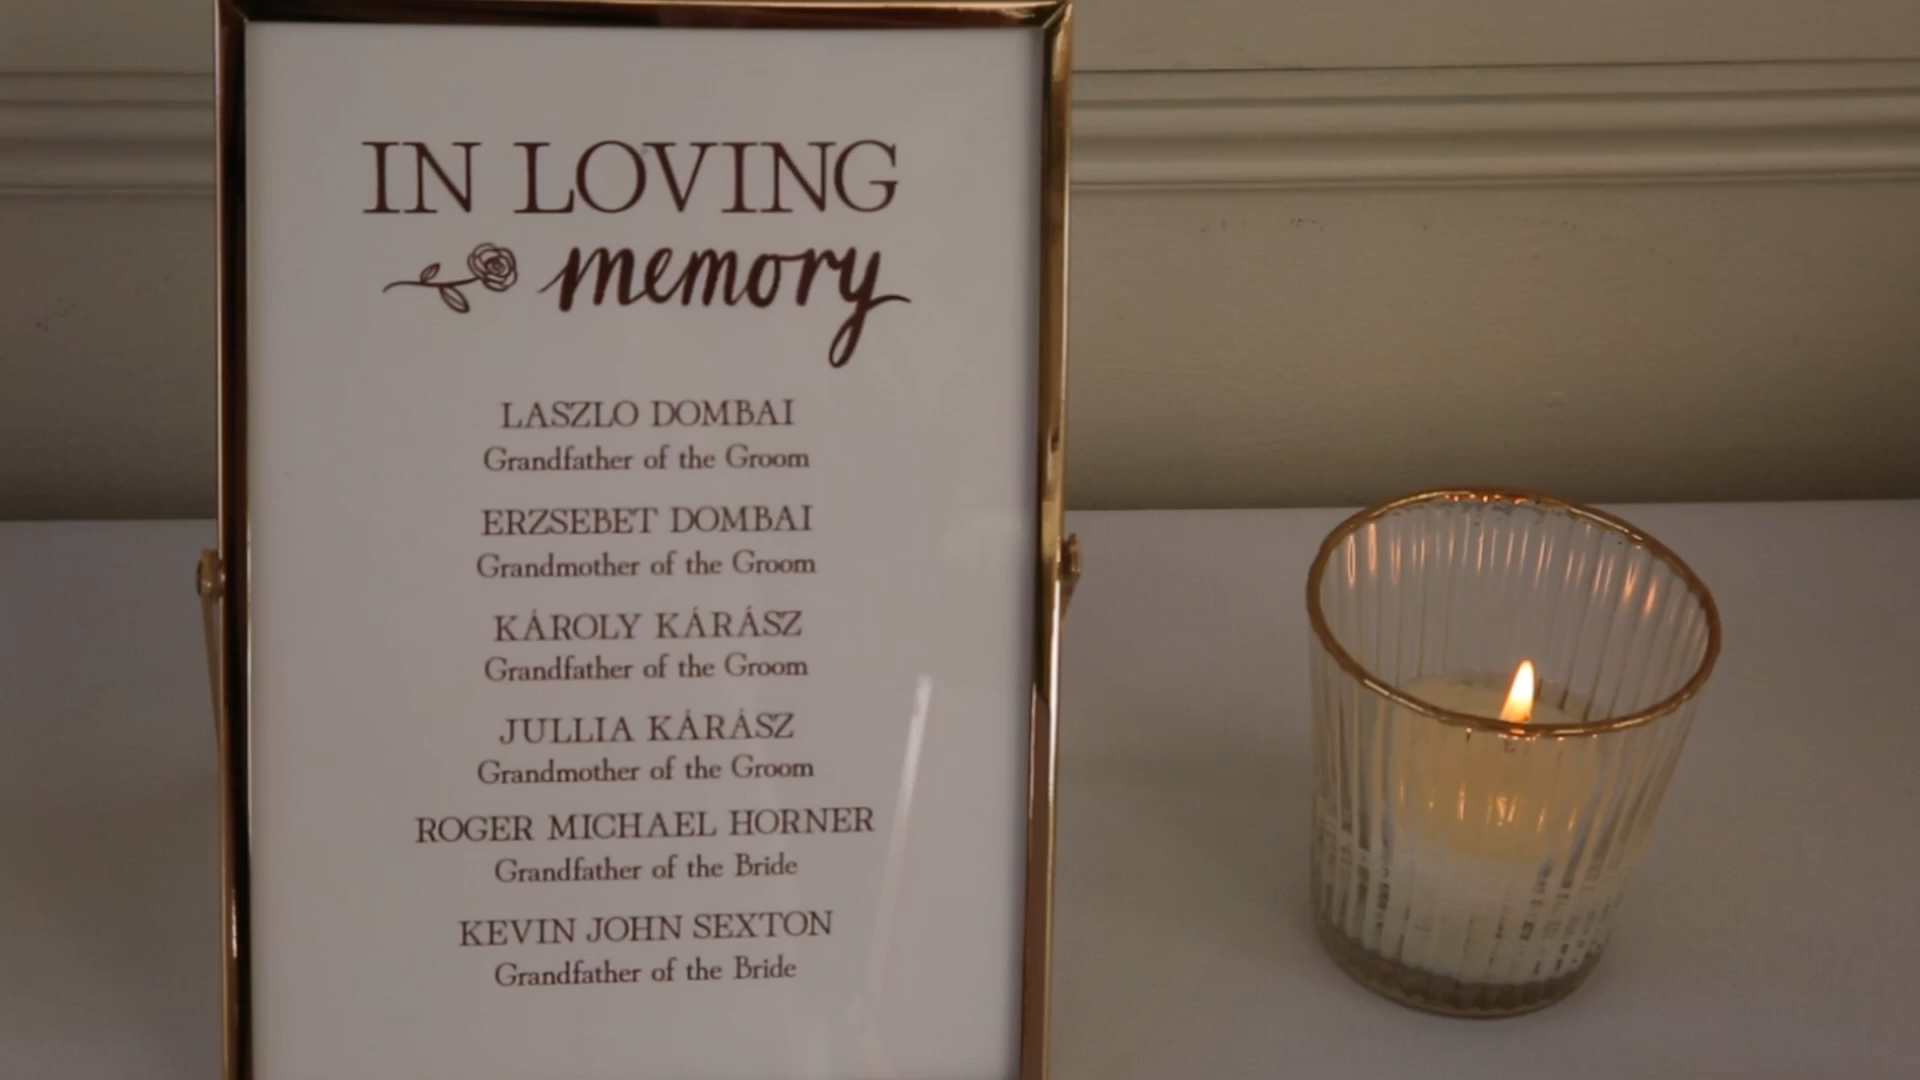 IN LOVING
memory
LASZLO DOMBAI
Grandfather of the Groom
ERZSEBET DOMBAI
Grandmother of the Groom
KÁROLY KÁRÁSZ
Grandfather of the Groom
JULLIA KÁRÁSZ
Grandmother of the Groom
ROGER MICHAEL HORNER
Grandfather of the Bride
KEVIN JOHN SEXTON
Grandfather of the Bride